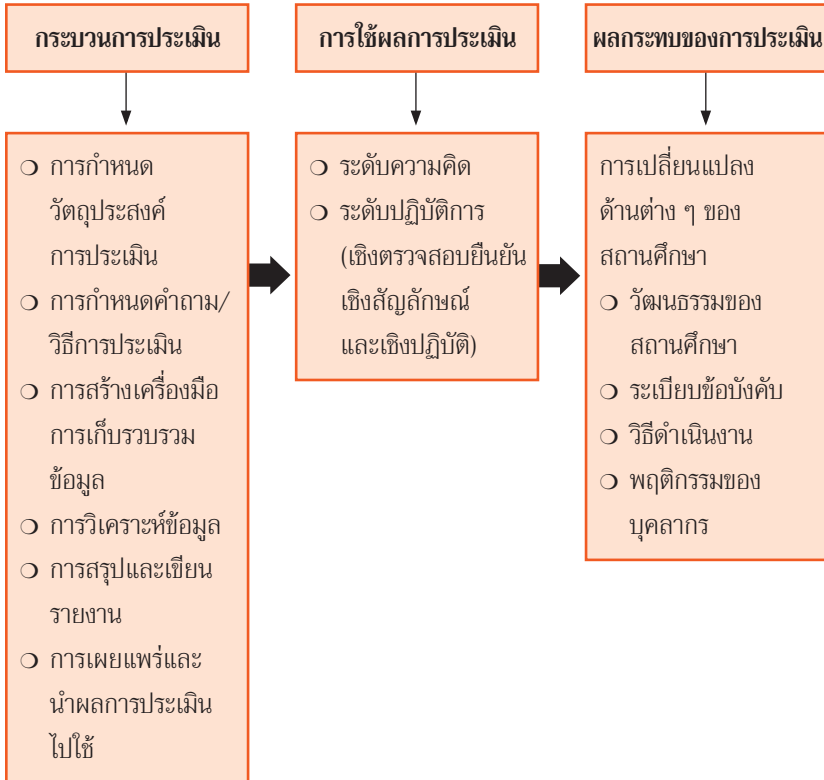 กระบวนการประเมิน
การใช้ผลการประเมิน
ผลกระทบของการประเมิน
❍ การกำหนด
วัตถุประสงค์
การประเมิน
❍ การกำหนดคำถาม/
วิธีการประเมิน
❍ การสร้างเครื่องมือ
การเก็บรวบรวม
ข้อมูล
❍ การวิเคราะห์ข้อมูล
❍ การสรุปและเขียน
รายงาน
❍ การเผยแพร่และ
นำผลการประเมิน
ไปใช้
❍ ระดับความคิด
❍ ระดับปฏิบัติการ
(เชิงตรวจสอบยืนยัน
เชิงสัญลักษณ์
และเชิงปฏิบัติ)
การเปลี่ยนแปลง
ด้านต่าง ๆ ของ
สถานศึกษา
❍ วัฒนธรรมของ
สถานศึกษา
❍ ระเบียบข้อบังคับ
❍ วิธีดำเนินงาน
❍ พฤติกรรมของ
บุคลากร